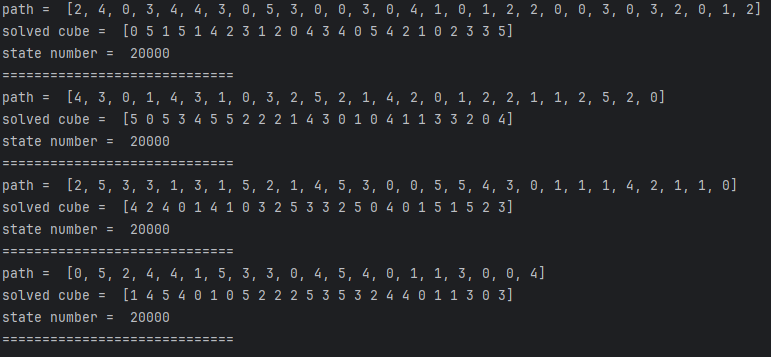 path =  [2, 4, 0, 3, 4, 4, 3, 0, 5, 3, 0, 0, 3, 0, 4, 1, 0, 1, 2, 2, 0, 0, 3, 0, 3, 2, 0, 1, 2]
solved cube =  [0 5 1 5 1 4 2 3 1 2 0 4 3 4 0 5 4 2 1 0 2 3 3 5]
state number =  20000
=============================
path =  [4, 3, 0, 1, 4, 3, 1, 0, 3, 2, 5, 2, 1, 4, 2, 0, 1, 2, 2, 1, 1, 2, 5, 2, 0]
solved cube =  [5 0 5 3 4 5 5 2 2 2 1 4 3 0 1 0 4 1 1 3 3 2 0 4]
state number =  20000
=============================
path =  [2, 5, 3, 3, 1, 3, 1, 5, 2, 1, 4, 5, 3, 0, 0, 5, 5, 4, 3, 0, 1, 1, 1, 4, 2, 1, 1, 0]
solved cube =  [4 2 4 0 1 4 1 0 3 2 5 3 3 2 5 0 4 0 1 5 1 5 2 3]
state number =  20000
=============================
path =  [0, 5, 2, 4, 4, 1, 5, 3, 3, 0, 4, 5, 4, 0, 1, 1, 3, 0, 0, 4]
solved cube =  [1 4 5 4 0 1 0 5 2 2 2 5 3 5 3 2 4 4 0 1 1 3 0 3]
state number =  20000
=============================